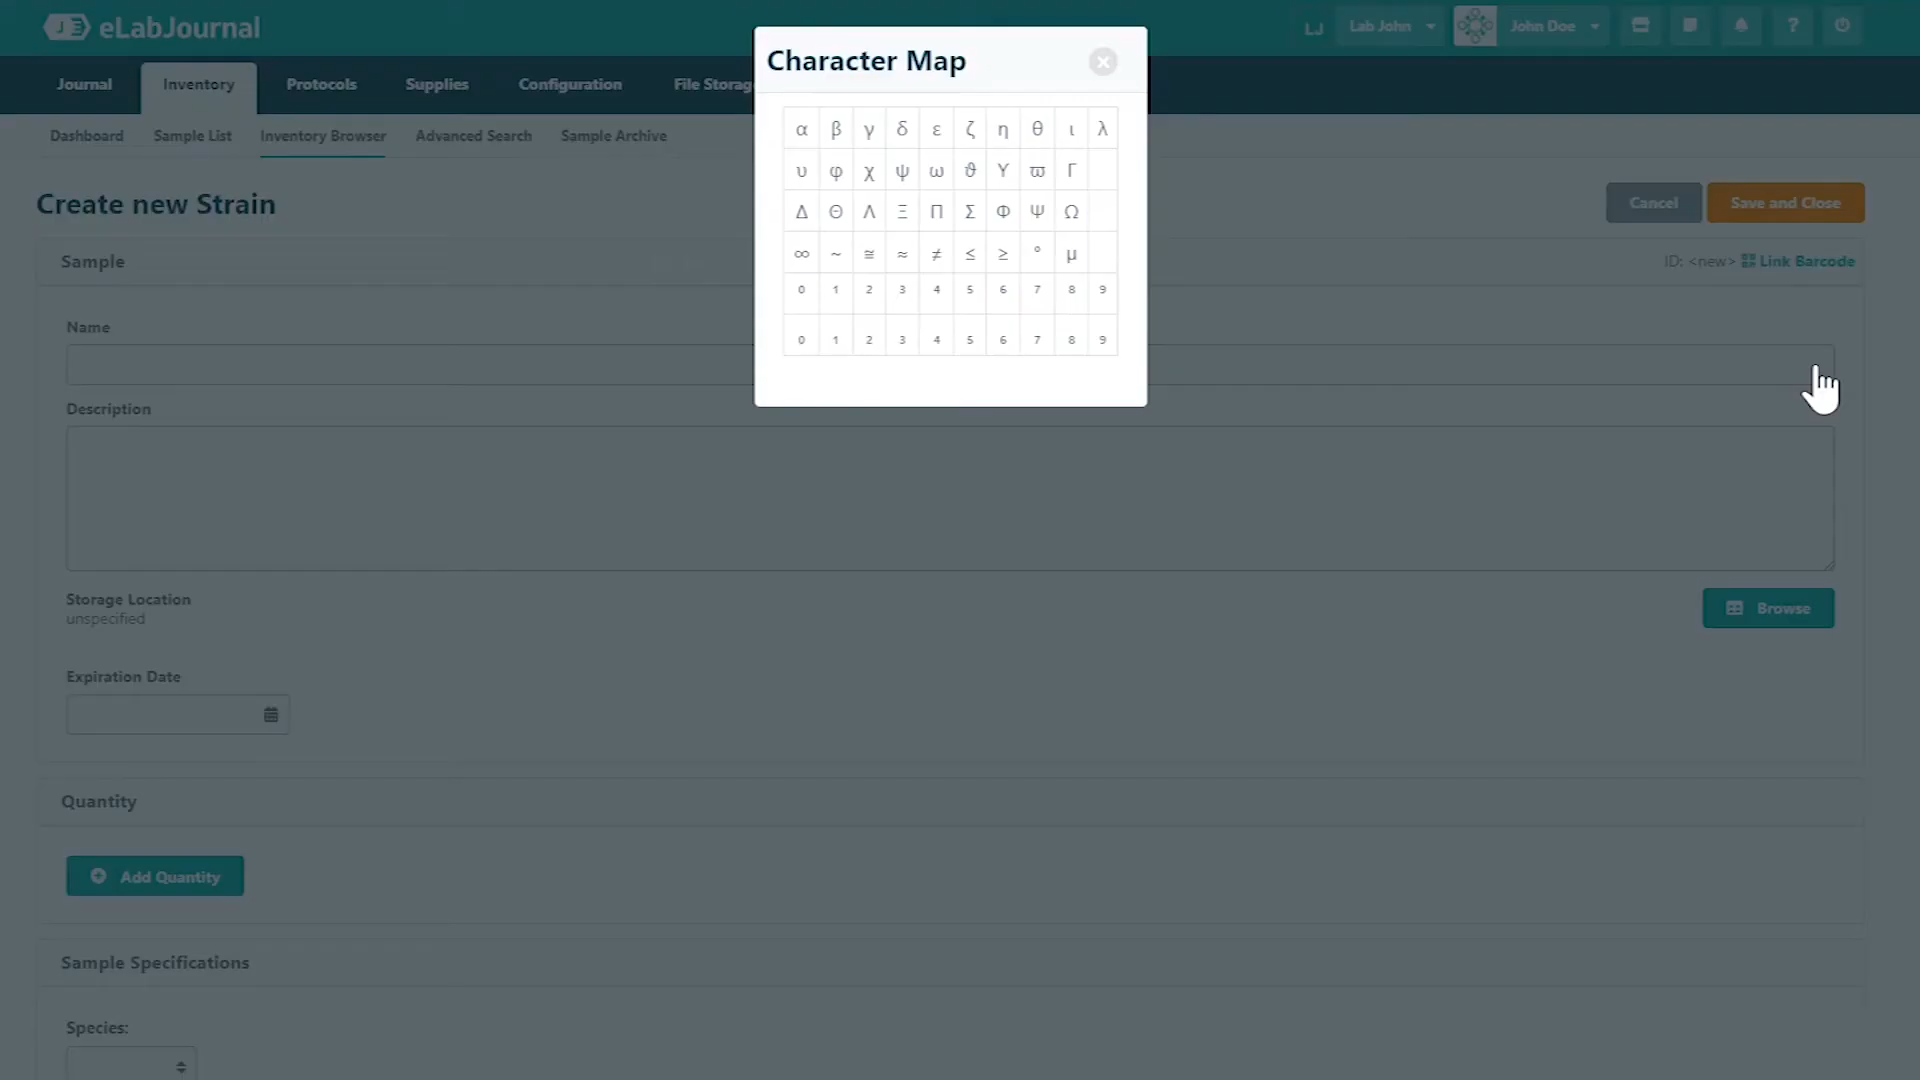 eLabJournal
LJ Lab John John Doe ?
Journal Inventory Protocols Supplies Configuration File Storag
Dashboard Sample List Inventory Browser Advanced Search Sample Archive
Character Map
α β γ δ ε ζ η θ ι λ
υ φ χ ψ ω ϑ ϒ ϖ Γ
Δ Θ Λ Ξ Π Σ Φ Ψ Ω
∞ ~ ≅ ≈ ≠ ≤ ≥ ° µ
⁰ ¹ ² ³ ⁴ ⁵ ⁶ ⁷ ⁸ ⁹
₀ ₁ ₂ ₃ ₄ ₅ ₆ ₇ ₈ ₉
Create new Strain
Cancel Save and Close
Sample
ID: <new> Link Barcode
Name
Description
Storage Location
unspecified
Browse
Expiration Date
Quantity
Add Quantity
Sample Specifications
Species: